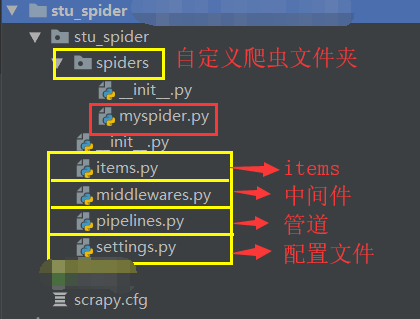 stu_spider
stu_spider
spiders 自定义爬虫文件夹
__init__.py
myspider.py
__init__.py
items.py items
middlewares.py 中间件
pipelines.py 管道
settings.py 配置文件
scrapy.cfg